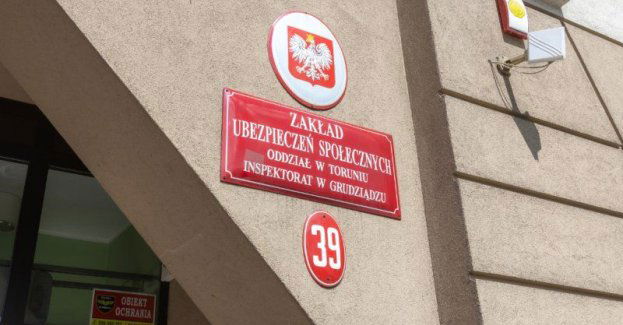 ZAKŁAD
UBEZPIECZEŃ SPOŁECZNYCH
ODDZIAŁ W TORUNIU
INSPEKTORAT W GRUDZIĄDZU
39
OBIEKT
OCHRANIA